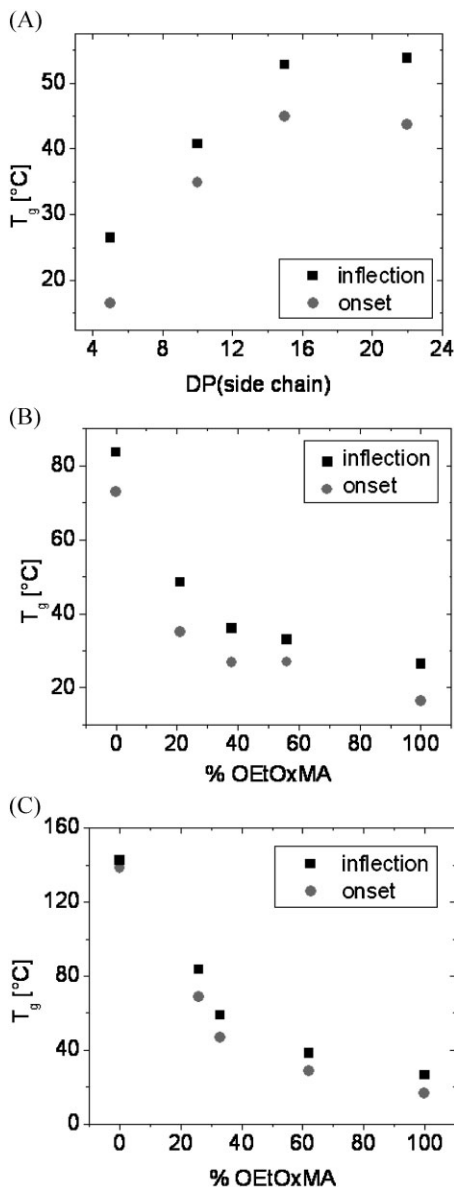 (A)
50
40
30
20
T_g [°C]
inflection
onset
4 8 12 16 20 24
DP(side chain)
(B)
80
60
40
20
T_g [°C]
inflection
onset
0 20 40 60 80 100
% OEtOxMA
(C)
160
120
80
40
0
T_g [°C]
inflection
onset
0 20 40 60 80 100
% OEtOxMA